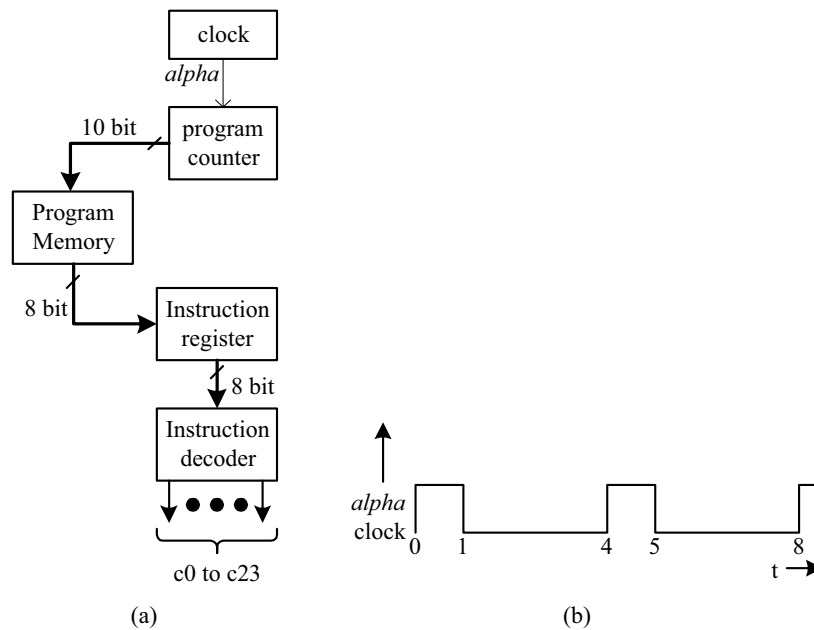 clock
alpha
10 bit
program
counter
Program
Memory
8 bit
Instruction
register
8 bit
Instruction
decoder
c0 to c23
(a)
alpha
clock
0 1 4 5 8
t
(b)